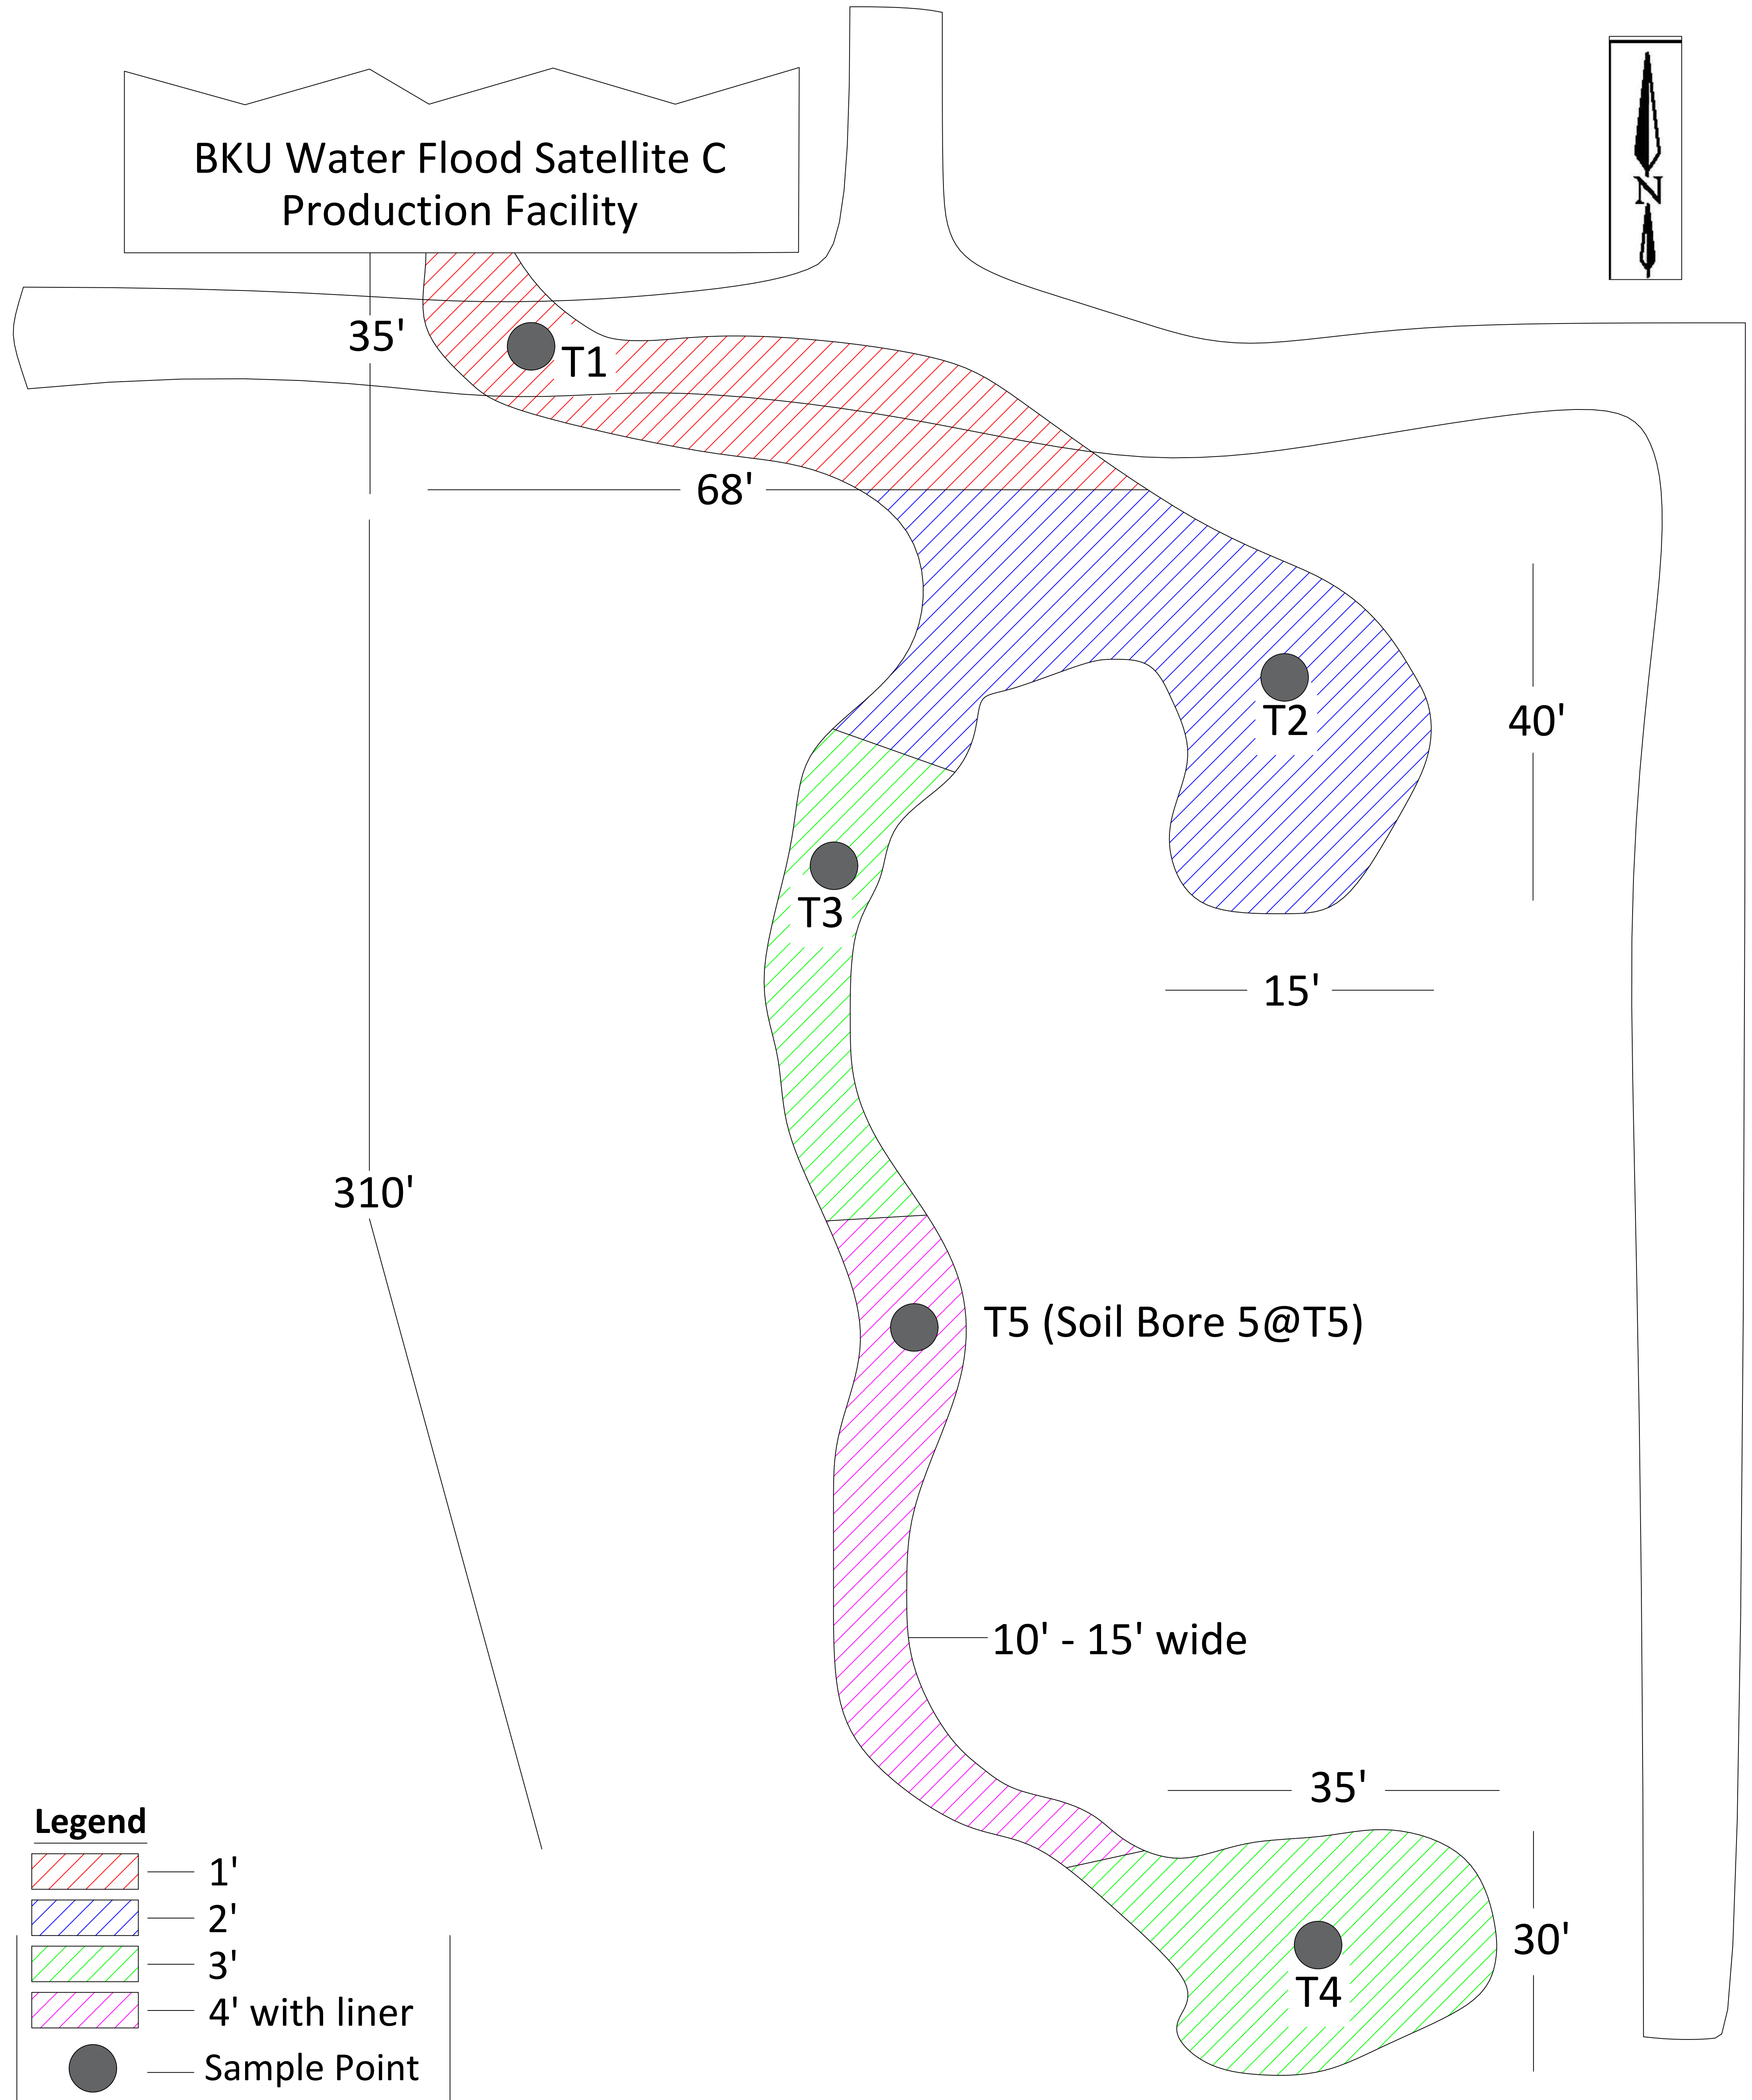 BKU Water Flood Satellite C
Production Facility
N
35'
T1
68'
T2
40'
T3
15'
310'
T5 (Soil Bore 5@T5)
10' - 15' wide
35'
30'
T4
Legend
1'
2'
3'
4' with liner
Sample Point